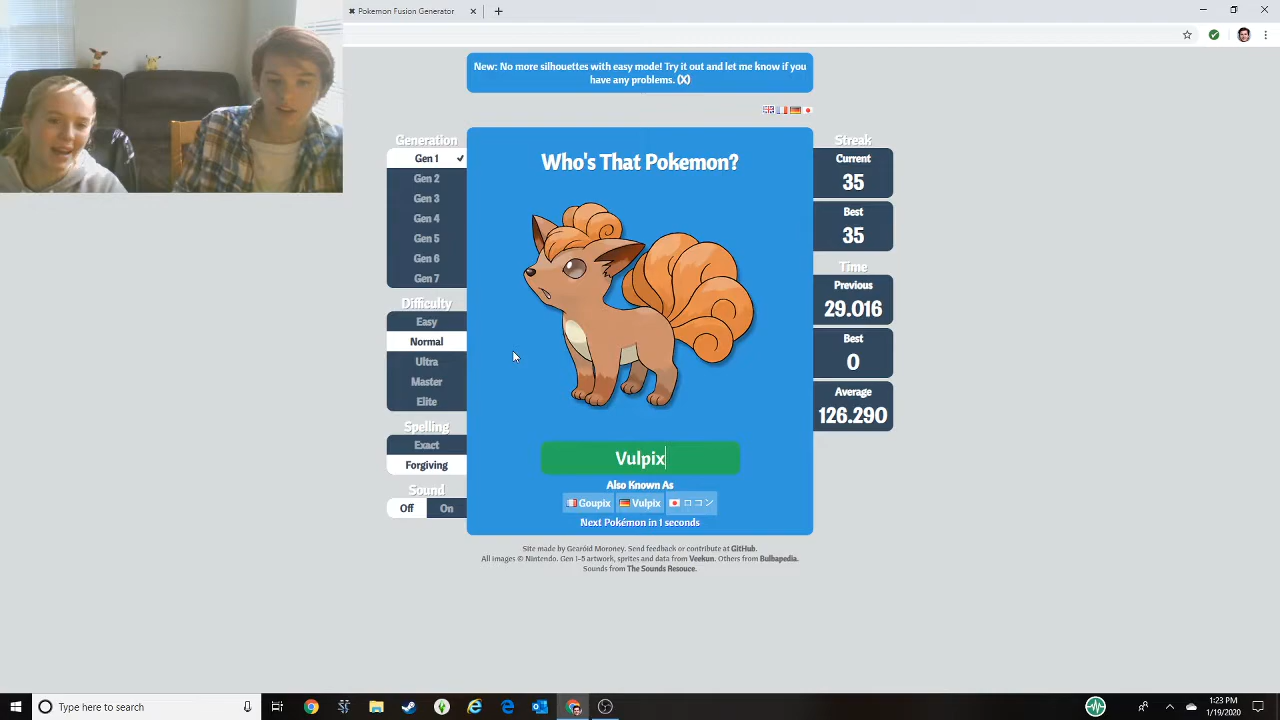 Pokemon Fusion Generator
New: No more silhouettes with easy mode! Try it out and let me know if you
have any problems. (X)
Generation
Gen 1
Gen 2
Gen 3
Gen 4
Gen 5
Gen 6
Gen 7
Difficulty
Easy
Normal
Ultra
Master
Elite
Spelling
Exact
Forgiving
Sound
Off On
Who's That Pokemon?
Vulpix
Also Known As
Goupix Vulpix ロコン
Next Pokémon in 1 seconds
Streak
Current
35
Best
35
Time
Previous
29.016
Best
0
Average
126.290
Site made by Gearóid Moroney. Send feedback or contribute at GitHub.
All images © Nintendo. Gen 1-5 artwork, sprites and data from Veekun. Others from Bulbapedia.
Sounds from The Sounds Resouce.
Type here to search
1:23 PM
1/19/2020